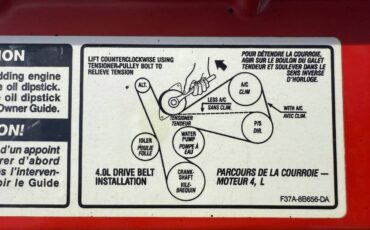 ION
dding engine
e oil dipstick.
e oil dipstick
Owner Guide.
ON!
d'un appoint
rer d'abord
s l'interven-
oir le Guide
LIFT COUNTERCLOCKWISE USING
TENSIONER-PULLEY BOLT TO
RELIEVE TENSION
POUR DÉTENDRE LA COURROIE,
AGIR SUR LE BOULON DU GALET
TENDEUR ET SOULEVER DANS LE
SENS INVERSE
D'HORLOGE.
ALT.
A/C
CLIM
LESS A/C
SANS CLIM.
WITH A/C
AVEC CLIM.
TENSIONER
TENDEUR
P/S
DIR.
WATER
PUMP
POMPE À
EAU
IDLER
POULIE
FOLLE
CRANK-
SHAFT
VILE-
BREQUIN
4.0L DRIVE BELT
INSTALLATION
PARCOURS DE LA COURROIE –
MOTEUR 4, L
F37A-8B656-DA